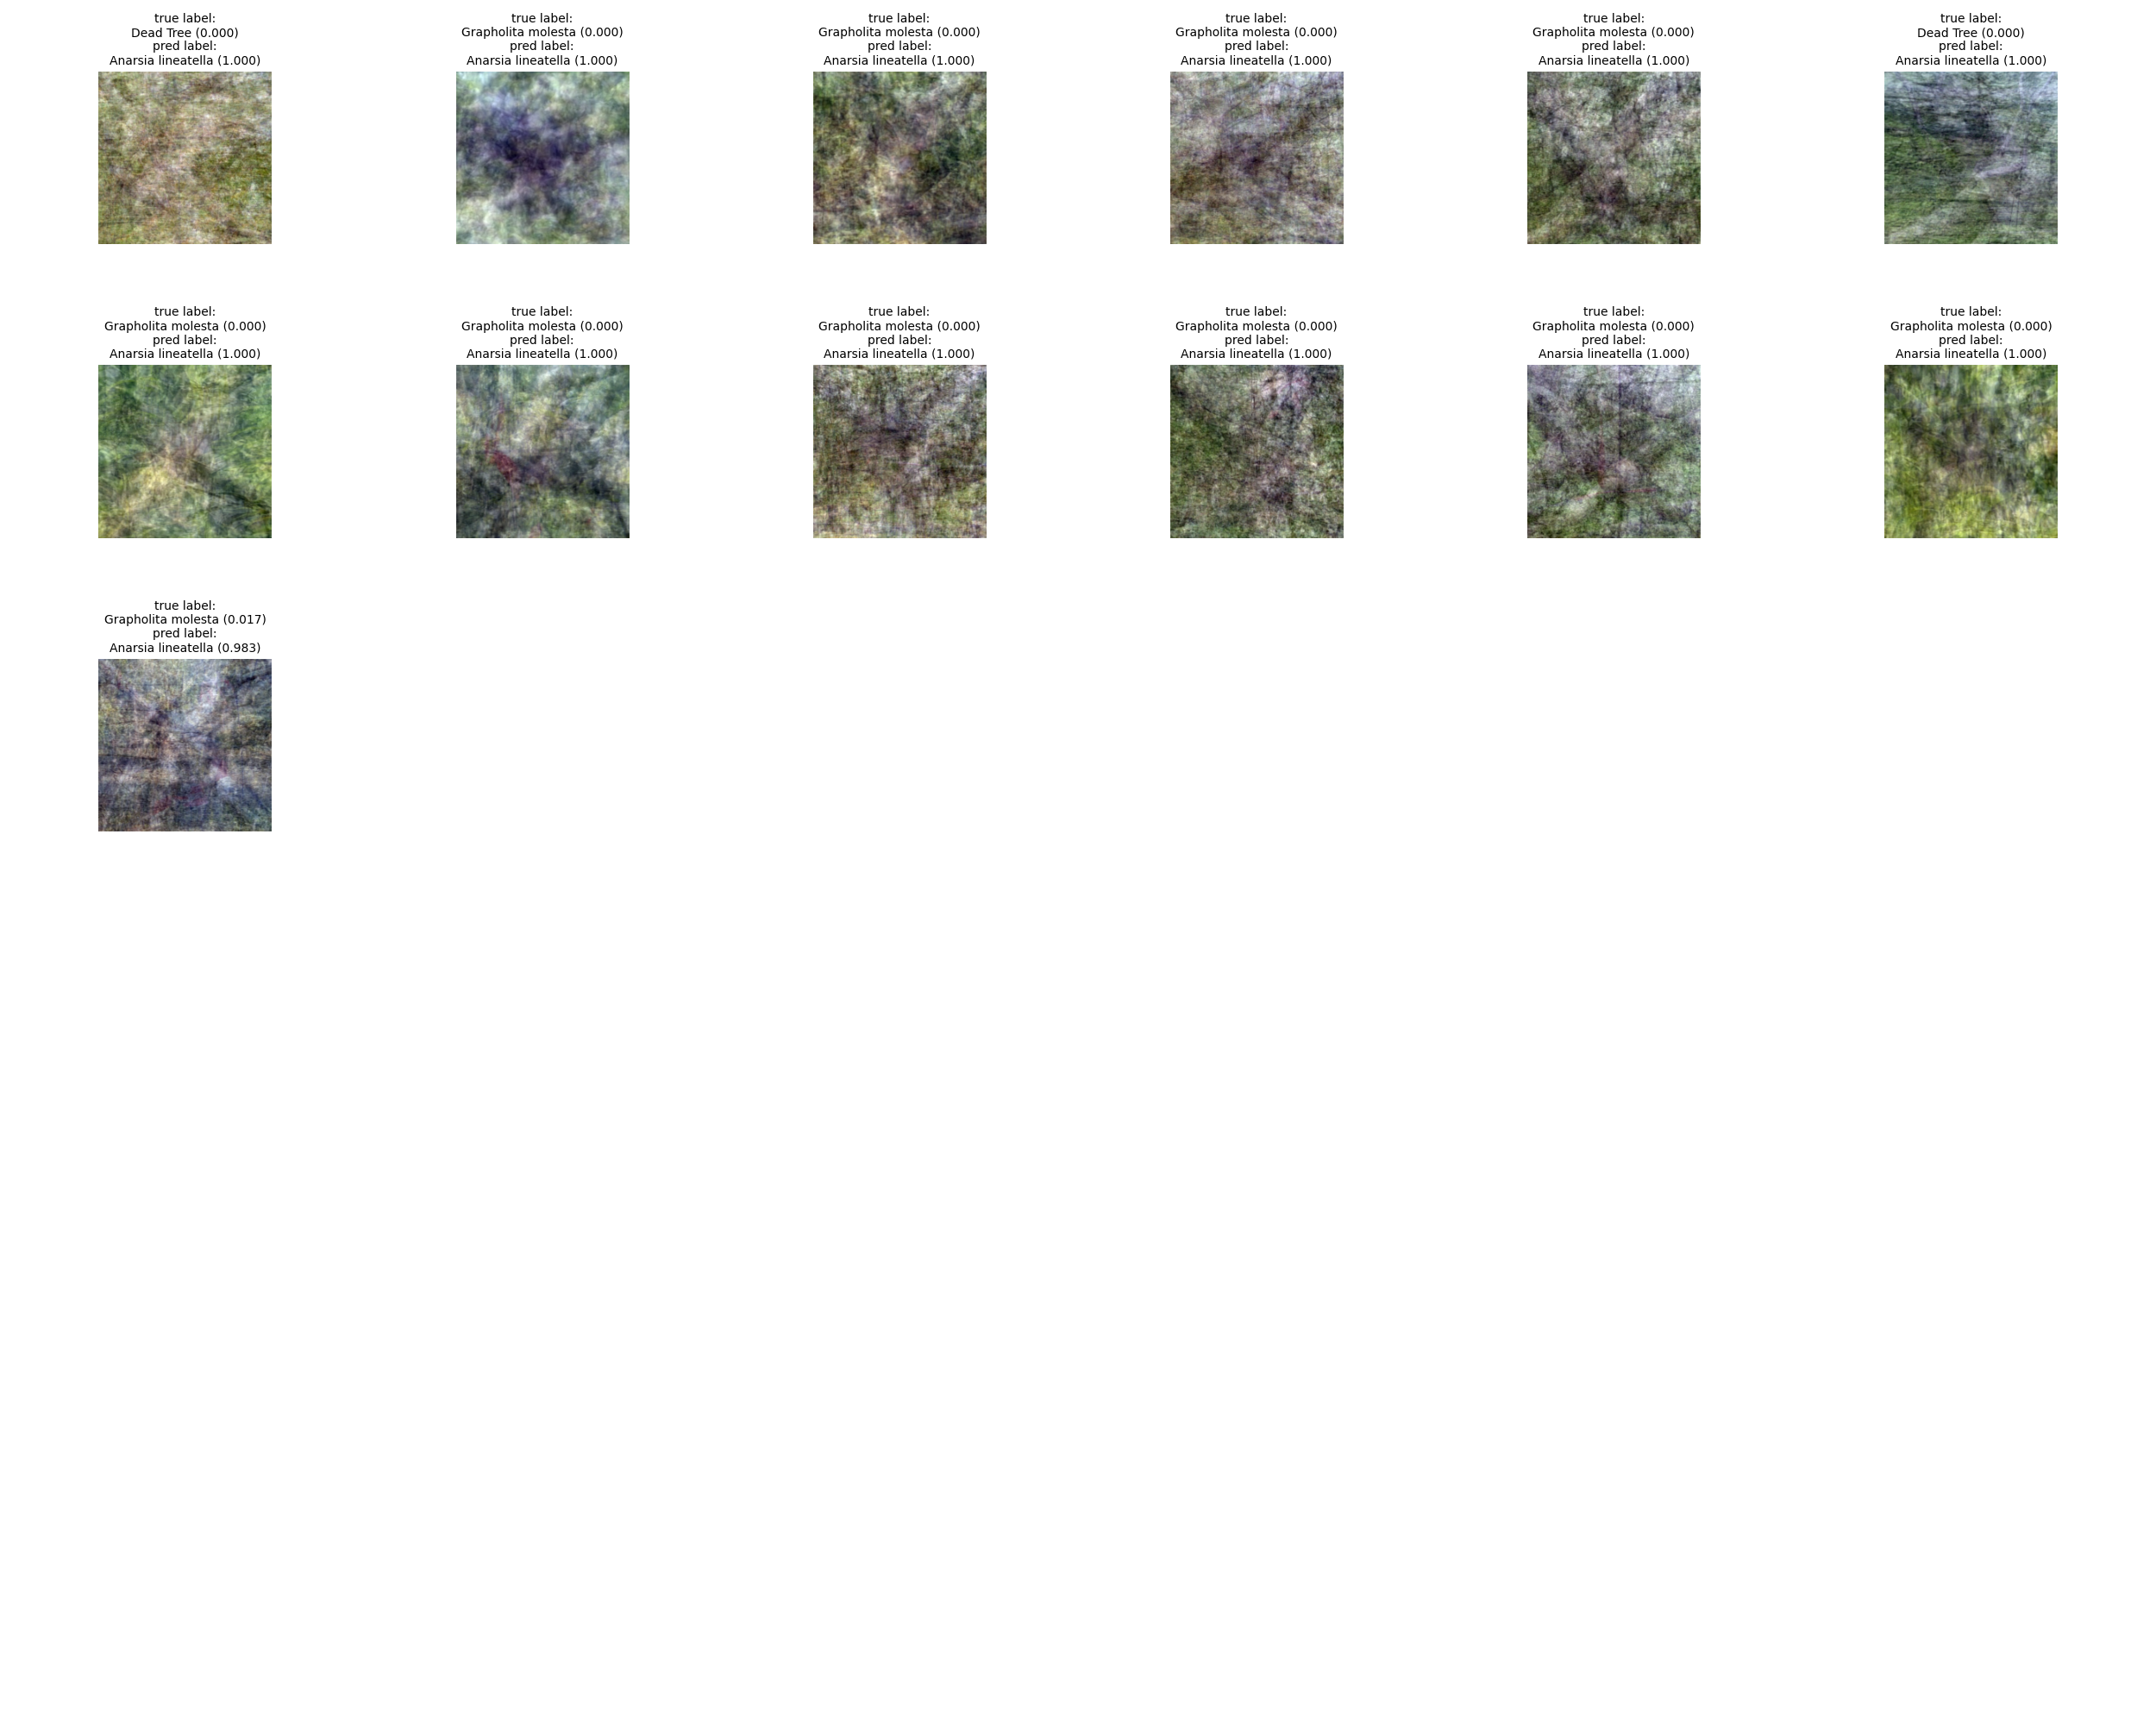 true label:
Dead Tree (0.000)
pred label:
Anarsia lineatella (1.000)
true label:
Grapholita molesta (0.000)
pred label:
Anarsia lineatella (1.000)
true label:
Grapholita molesta (0.000)
pred label:
Anarsia lineatella (1.000)
true label:
Grapholita molesta (0.000)
pred label:
Anarsia lineatella (1.000)
true label:
Grapholita molesta (0.000)
pred label:
Anarsia lineatella (1.000)
true label:
Dead Tree (0.000)
pred label:
Anarsia lineatella (1.000)
true label:
Grapholita molesta (0.000)
pred label:
Anarsia lineatella (1.000)
true label:
Grapholita molesta (0.000)
pred label:
Anarsia lineatella (1.000)
true label:
Grapholita molesta (0.000)
pred label:
Anarsia lineatella (1.000)
true label:
Grapholita molesta (0.000)
pred label:
Anarsia lineatella (1.000)
true label:
Grapholita molesta (0.000)
pred label:
Anarsia lineatella (1.000)
true label:
Grapholita molesta (0.000)
pred label:
Anarsia lineatella (1.000)
true label:
Grapholita molesta (0.017)
pred label:
Anarsia lineatella (0.983)